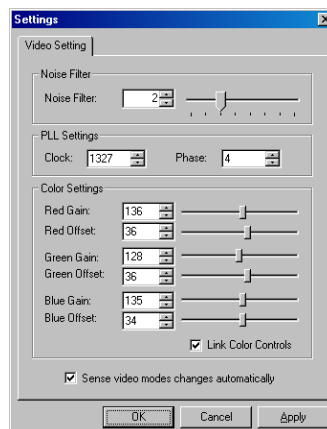 Settings
Video Setting
Noise Filter
Noise Filter: 2
PLL Settings
Clock: 1327 Phase: 4
Color Settings
Red Gain: 136
Red Offset: 36
Green Gain: 128
Green Offset: 36
Blue Gain: 135
Blue Offset: 34
Link Color Controls
Sense video modes changes automatically
OK Cancel Apply